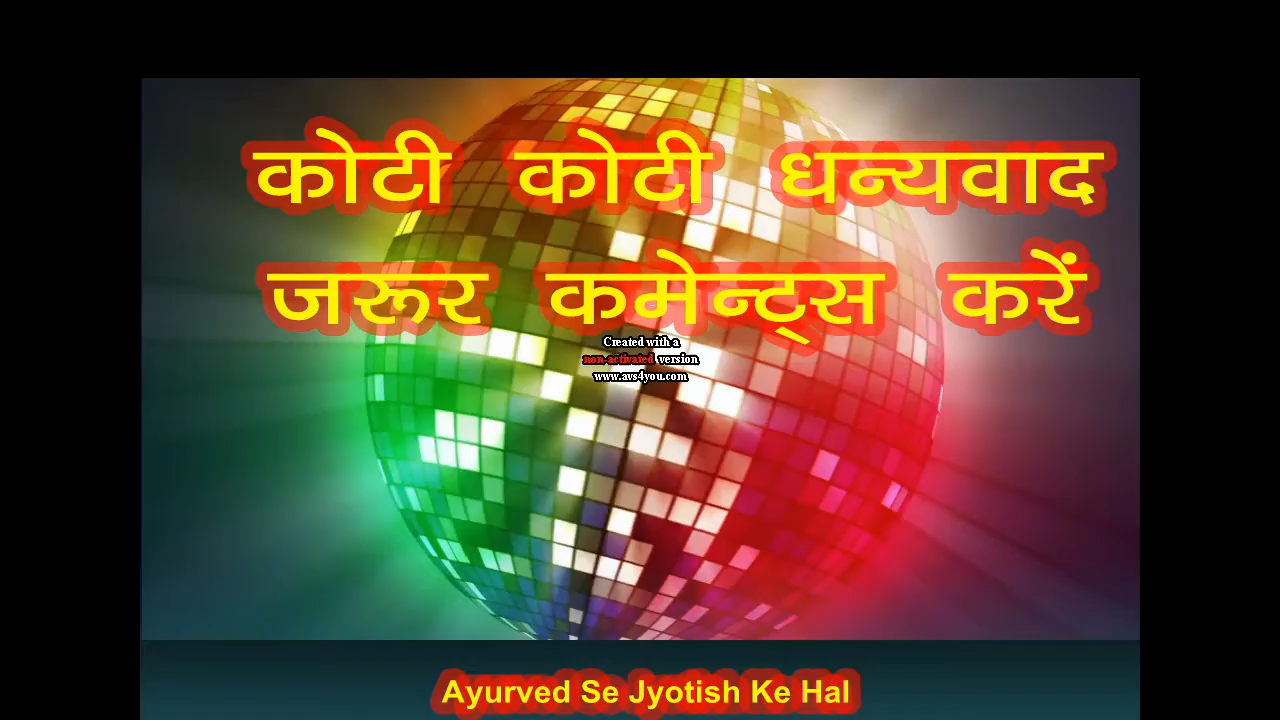 कोटी कोटी धन्यवाद
जरूर कमेन्ट्स करें
Created with a
non-activated version
www.avs4you.com
Ayurved Se Jyotish Ke Hal